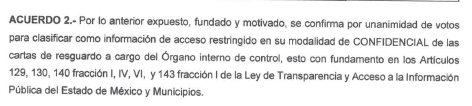 ACUERDO 2.- Por lo anterior expuesto, fundado y motivado, se confirma por unanimidad de votos
para clasificar como información de acceso restringido en su modalidad de CONFIDENCIAL de las
cartas de resguardo a cargo del Órgano interno de control, esto con fundamento en los Artículos
129, 130, 140 fracción I, IV, VI, y 143 fracción I de la Ley de Transparencia y Acceso a la Información
Pública del Estado de México y Municipios.